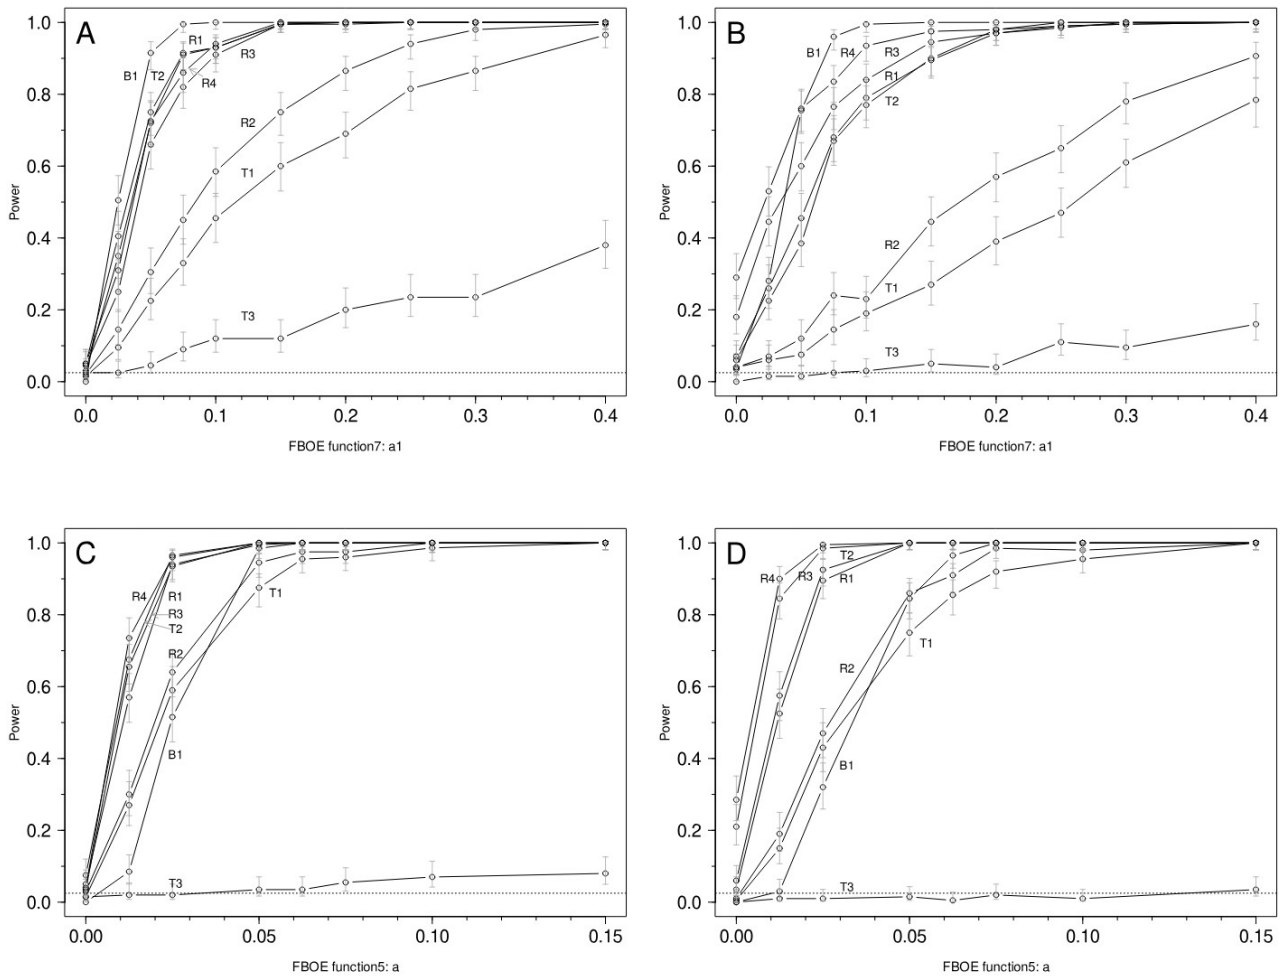 A
1.0
0.8
0.6
0.4
0.2
0.0
Power
B1
T2
R1
R3
R4
R2
T1
T3
0.0 0.1 0.2 0.3 0.4
FBOE function7: a1
B
1.0
0.8
0.6
0.4
0.2
0.0
Power
B1
R4
R3
R1
T2
R2
T1
T3
0.0 0.1 0.2 0.3 0.4
FBOE function7: a1
C
1.0
0.8
0.6
0.4
0.2
0.0
Power
R4
R1
R3
T2
R2
T1
B1
T3
0.00 0.05 0.10 0.15
FBOE function5: a
D
1.0
0.8
0.6
0.4
0.2
0.0
Power
R4
R3
T2
R1
R2
T1
B1
T3
0.00 0.05 0.10 0.15
FBOE function5: a